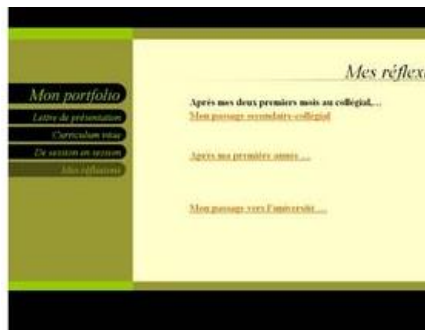 Mes réflexi
Mon portfolio
Lettre de présentation
Curriculum vitae
De session en session
Mes réflexions
Après mes deux premiers mois au collégial,…
Mon passage secondaire-collégial
Après ma première année …
Mon passage vers l'université …